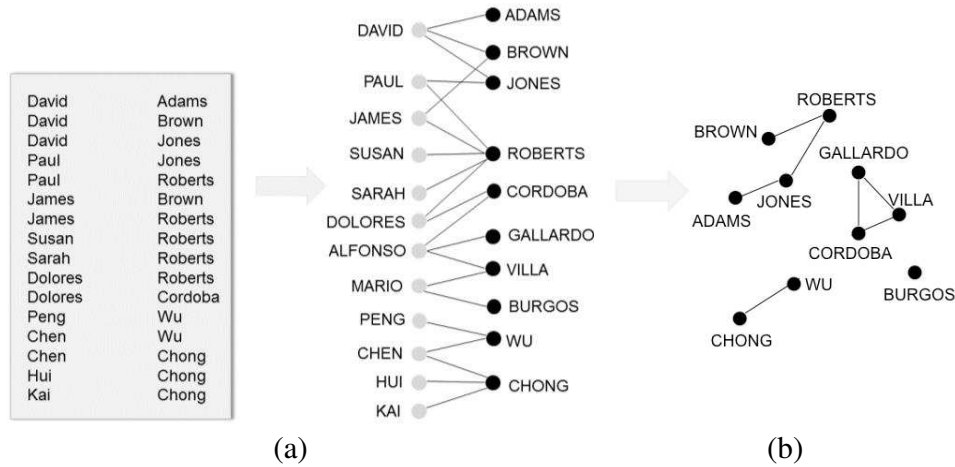 David Adams
David Brown
David Jones
Paul Jones
Paul Roberts
James Brown
James Roberts
Susan Roberts
Sarah Roberts
Dolores Roberts
Dolores Cordoba
Peng Wu
Chen Wu
Chen Chong
Hui Chong
Kai Chong
DAVID
PAUL
JAMES
SUSAN
SARAH
DOLORES
ALFONSO
MARIO
PENG
CHEN
HUI
KAI
ADAMS
BROWN
JONES
ROBERTS
CORDOBA
GALLARDO
VILLA
BURGOS
WU
CHONG
(a)
ROBERTS
BROWN
GALLARDO
JONES
VILLA
ADAMS
CORDOBA
WU
BURGOS
CHONG
(b)